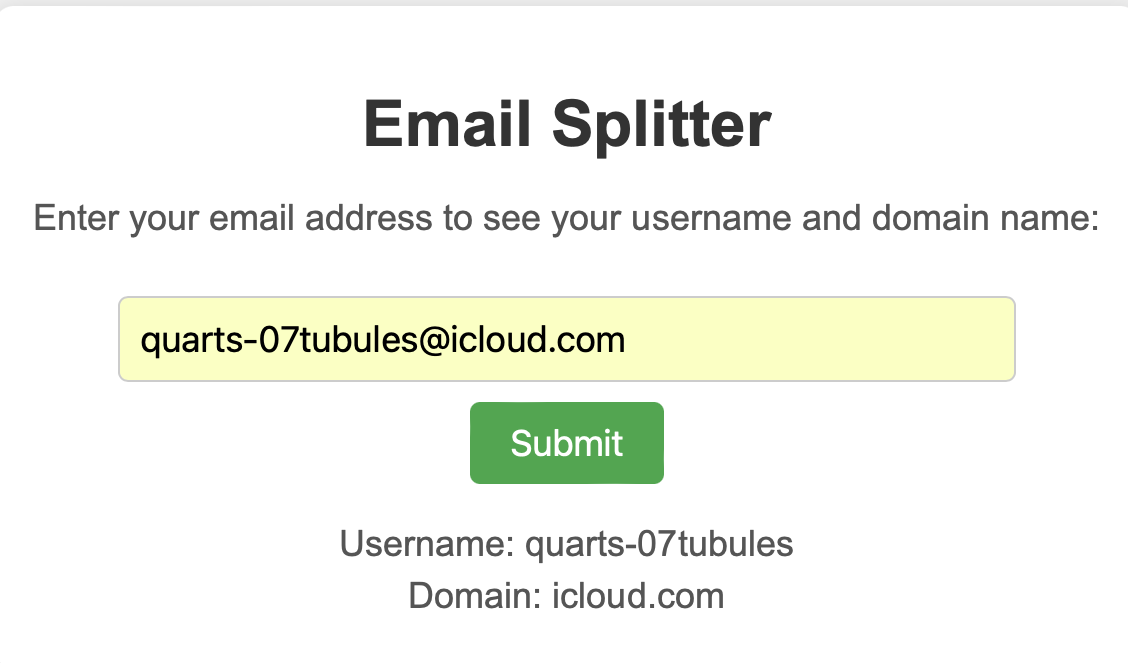 Email Splitter
Enter your email address to see your username and domain name:
quarts-07tubules@icloud.com
Submit
Username: quarts-07tubules
Domain: icloud.com